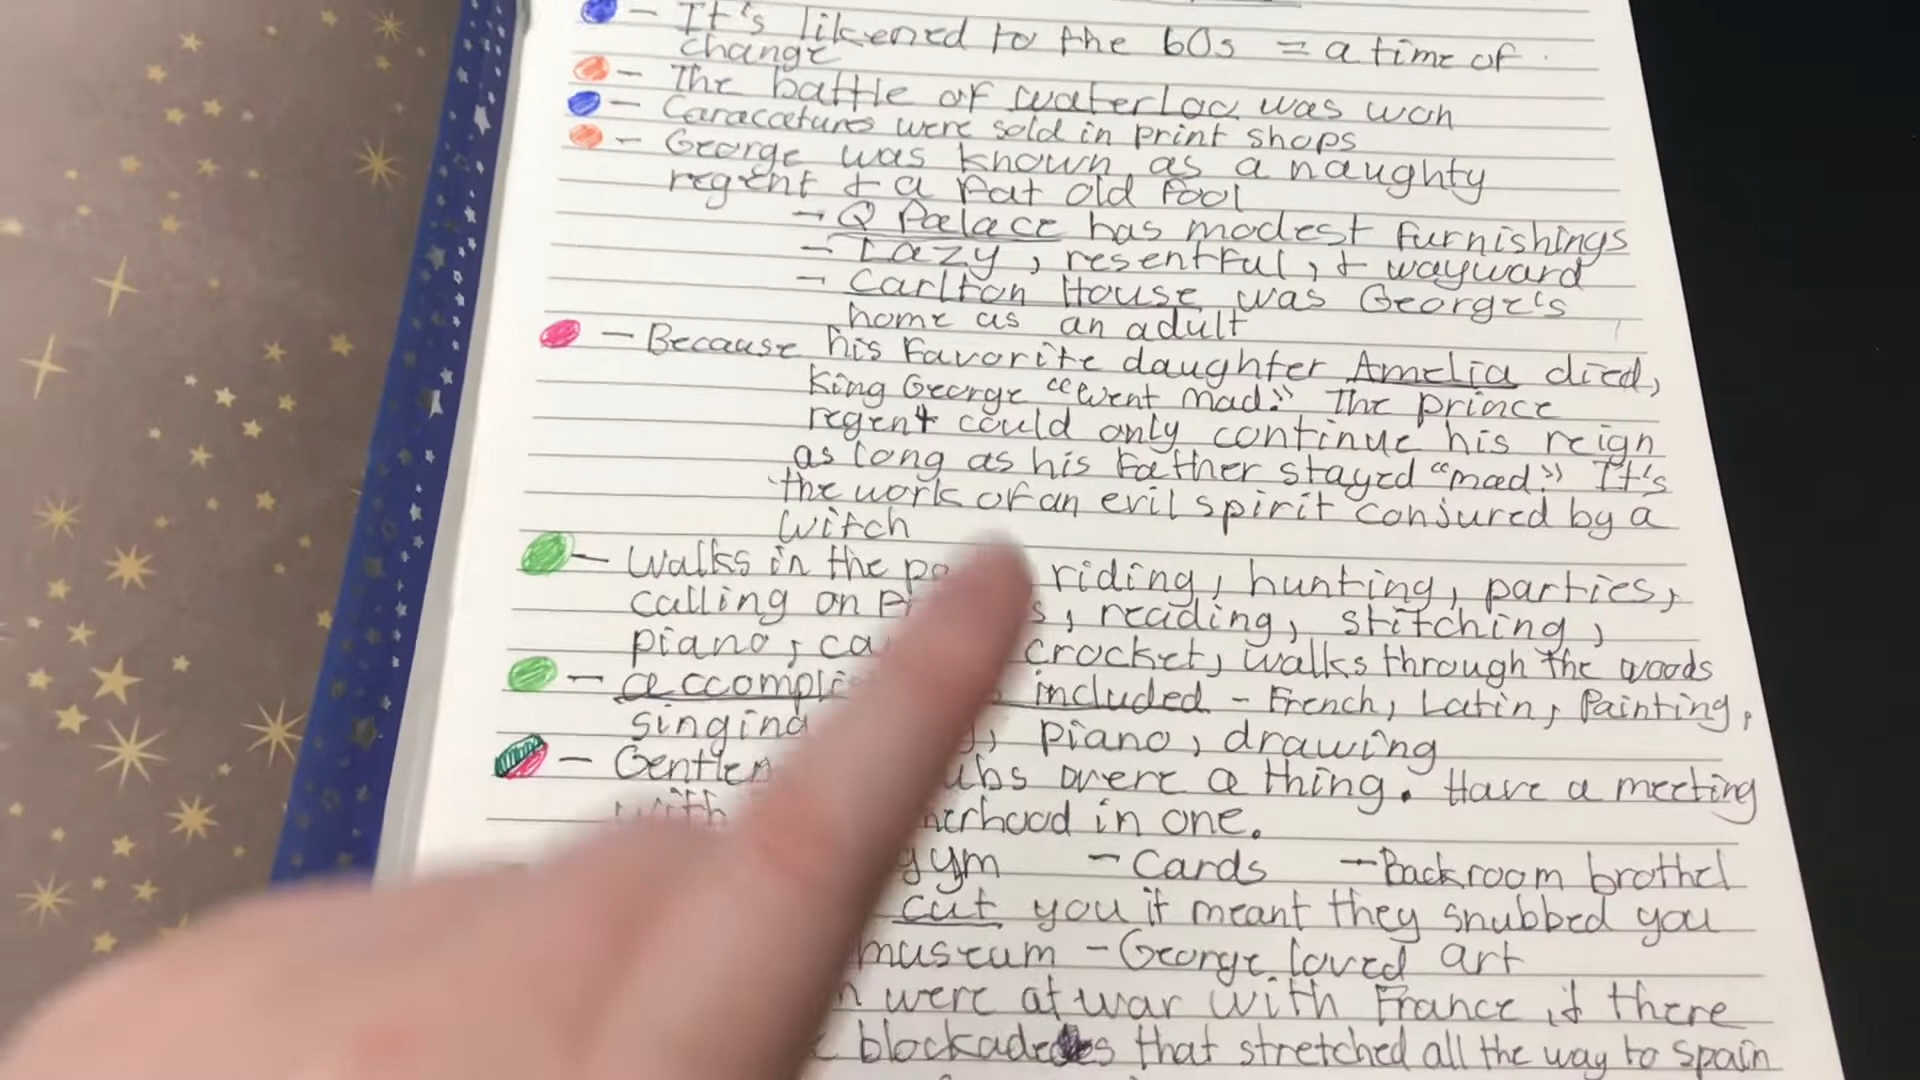 - It's likened to the 60s = a time of
change
- The battle of waterloo was won
- Caracatures were sold in print shops
- George was known as a naughty
regent + a fat old fool
- Q Palace has modest furnishings
- Lazy, resentful, + wayward
- Carlton House was George's
home as an adult
- Because his favorite daughter Amelia died,
King George "went mad." The prince
regent could only continue his reign
as long as his father stayed "mad." It's
the work of an evil spirit conjured by a
witch
- Walks in the riding, hunting, parties,
calling on reading, stitching,
piano, crocket, walks through the woods
- included - French, Latin, Painting,
piano, drawing
- were a thing. Have a meeting
with in one.
gym - Cards - Backroom brothel
cut you it meant they snubbed you
museum - George loved art
were at war with France, + there
blockades that stretched all the way to Spain